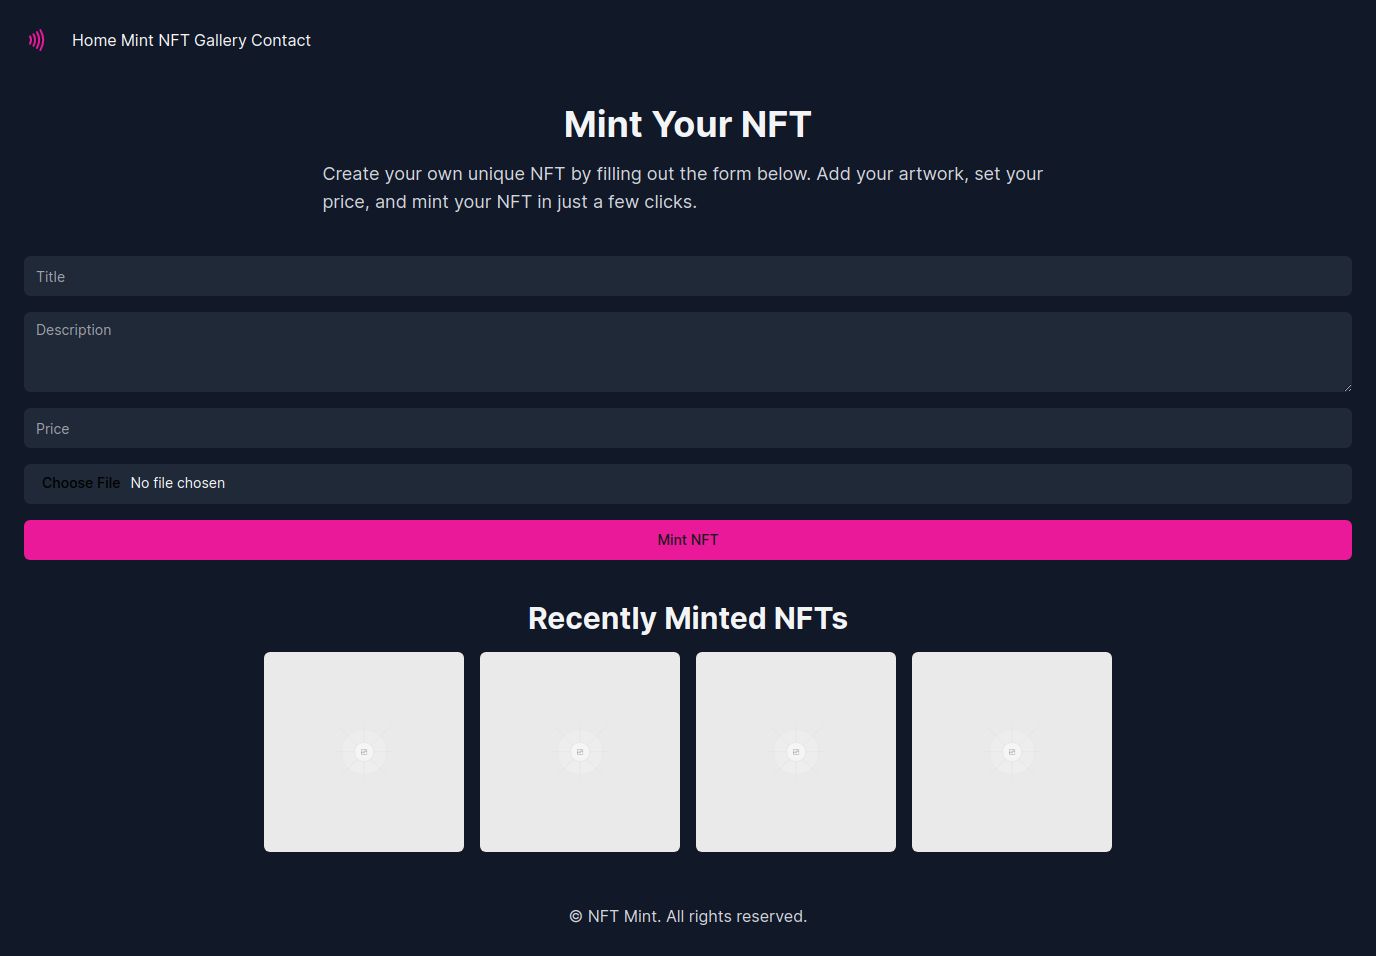 Home Mint NFT Gallery Contact
Mint Your NFT
Create your own unique NFT by filling out the form below. Add your artwork, set your
price, and mint your NFT in just a few clicks.
Title
Description
Price
Choose File No file chosen
Mint NFT
Recently Minted NFTs
© NFT Mint. All rights reserved.